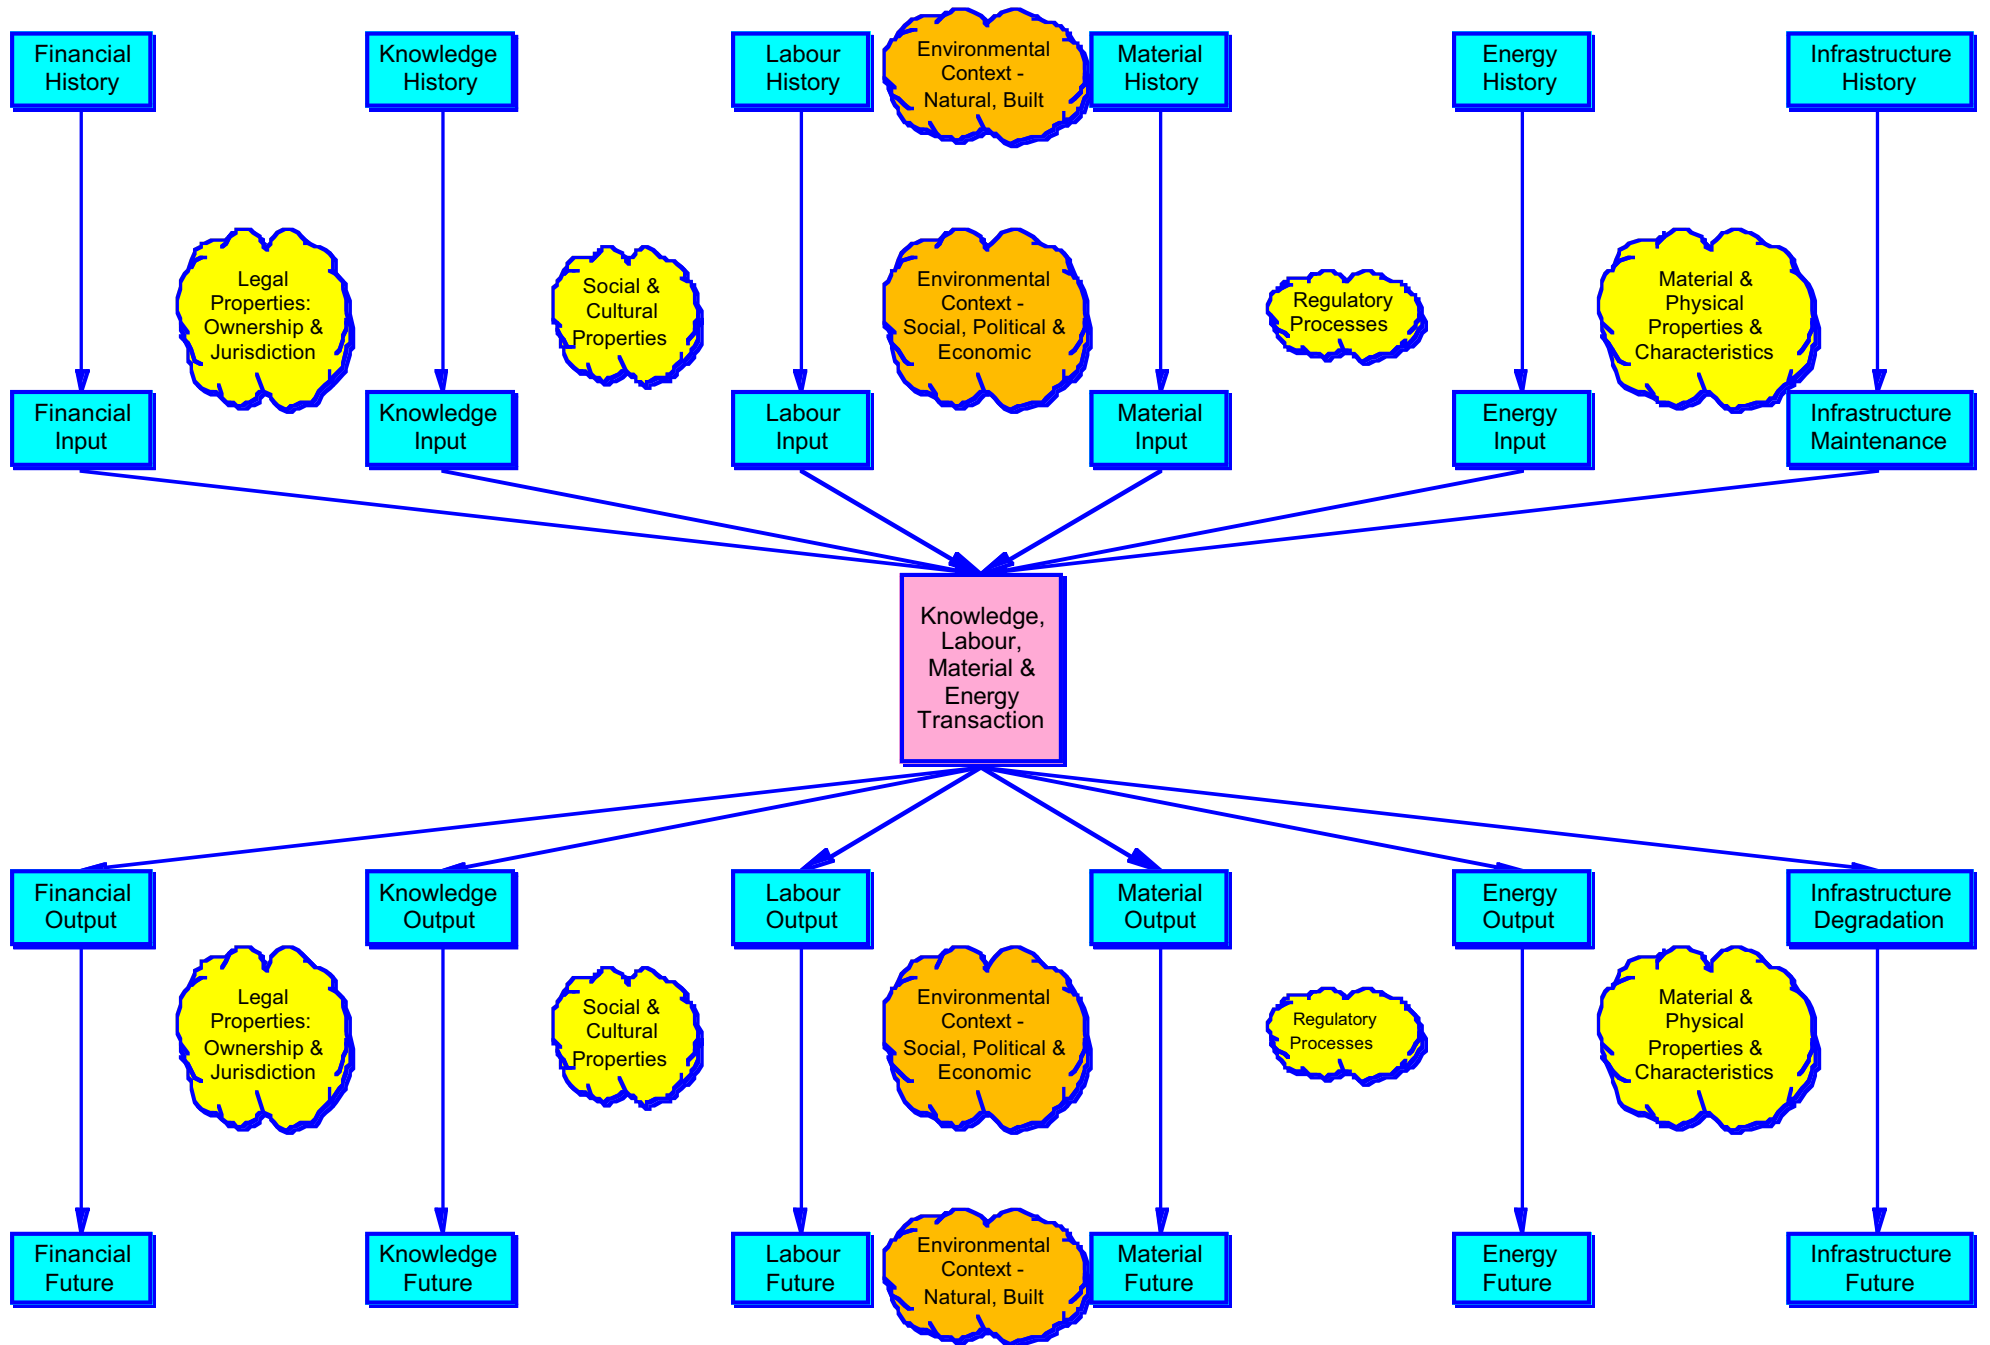 Financial
History
Knowledge
History
Labour
History
Environmental
Context -
Natural, Built
Material
History
Energy
History
Infrastructure
History
Legal
Properties:
Ownership &
Jurisdiction
Social &
Cultural
Properties
Environmental
Context -
Social, Political &
Economic
Regulatory
Processes
Material &
Physical
Properties &
Characteristics
Financial
Input
Knowledge
Input
Labour
Input
Material
Input
Energy
Input
Infrastructure
Maintenance
Knowledge,
Labour,
Material &
Energy
Transaction
Financial
Output
Knowledge
Output
Labour
Output
Material
Output
Energy
Output
Infrastructure
Degradation
Legal
Properties:
Ownership &
Jurisdiction
Social &
Cultural
Properties
Environmental
Context -
Social, Political &
Economic
Regulatory
Processes
Material &
Physical
Properties &
Characteristics
Financial
Future
Knowledge
Future
Labour
Future
Environmental
Context -
Natural, Built
Material
Future
Energy
Future
Infrastructure
Future